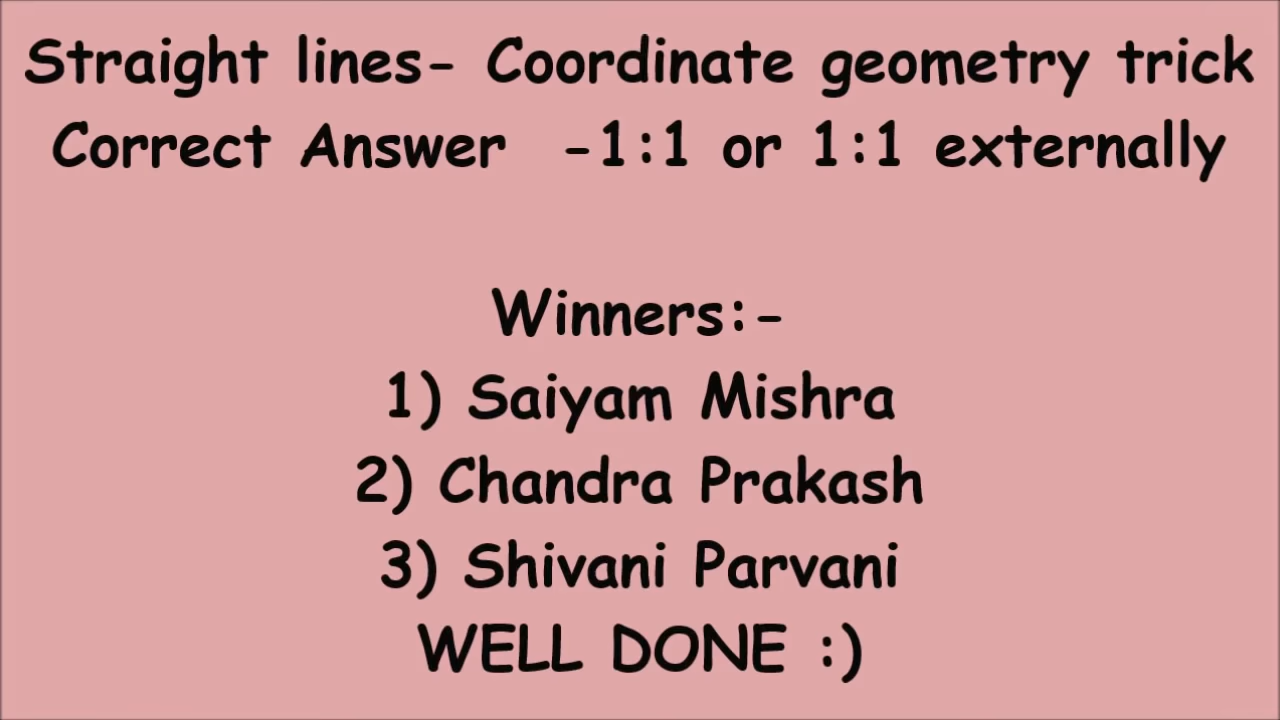 Straight lines- Coordinate geometry trick
Correct Answer -1:1 or 1:1 externally
Winners:-
1) Saiyam Mishra
2) Chandra Prakash
3) Shivani Parvani
WELL DONE :)